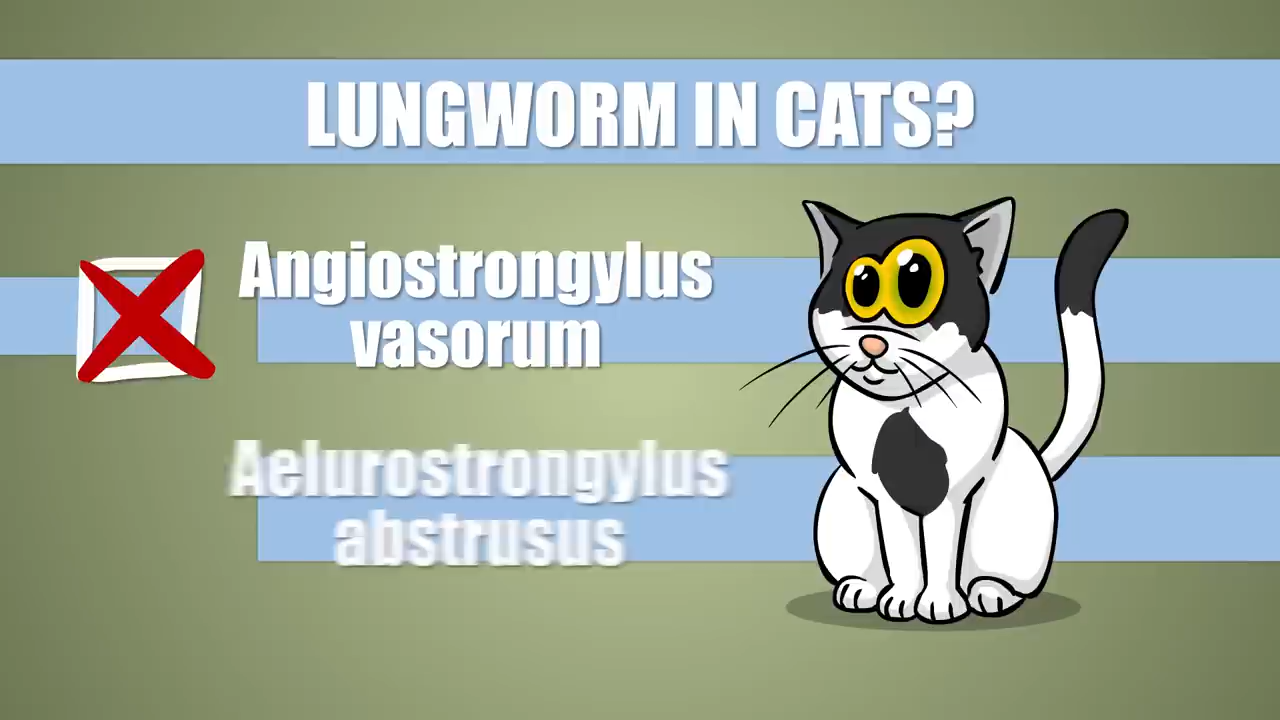 LUNGWORM IN CATS?
Angiostrongylus
vasorum
Aelurostrongylus
abstrusus